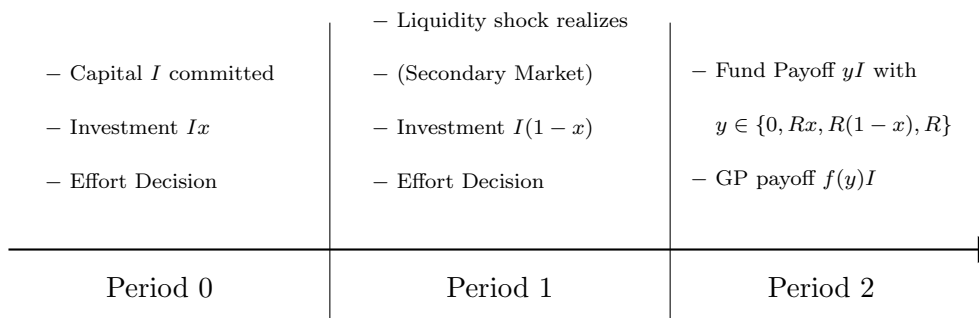 – Capital I committed
– Investment Ix
– Effort Decision
– Liquidity shock realizes
– (Secondary Market)
– Investment I(1 − x)
– Effort Decision
– Fund Payoff yI with
y ∈ {0, Rx, R(1 − x), R}
– GP payoff f(y)I
Period 0
Period 1
Period 2